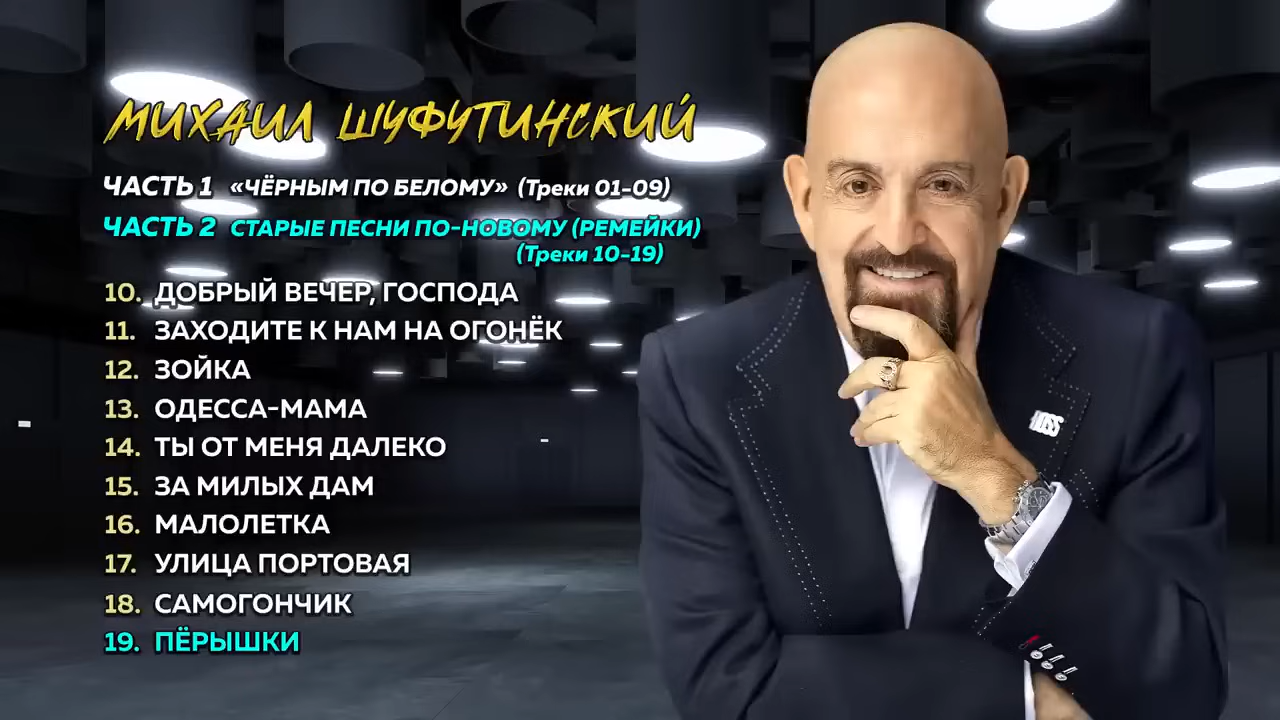 МИХАИЛ ШУФУТИНСКИЙ
ЧАСТЬ 1 «ЧЁРНЫМ ПО БЕЛОМУ» (Треки 01-09)
ЧАСТЬ 2 СТАРЫЕ ПЕСНИ ПО-НОВОМУ (РЕМЕЙКИ)
(Треки 10-19)
10. ДОБРЫЙ ВЕЧЕР, ГОСПОДА
11. ЗАХОДИТЕ К НАМ НА ОГОНЁК
12. ЗОЙКА
13. ОДЕССА-МАМА
14. ТЫ ОТ МЕНЯ ДАЛЕКО
15. ЗА МИЛЫХ ДАМ
16. МАЛОЛЕТКА
17. УЛИЦА ПОРТОВАЯ
18. САМОГОНЧИК
19. ПЁРЫШКИ